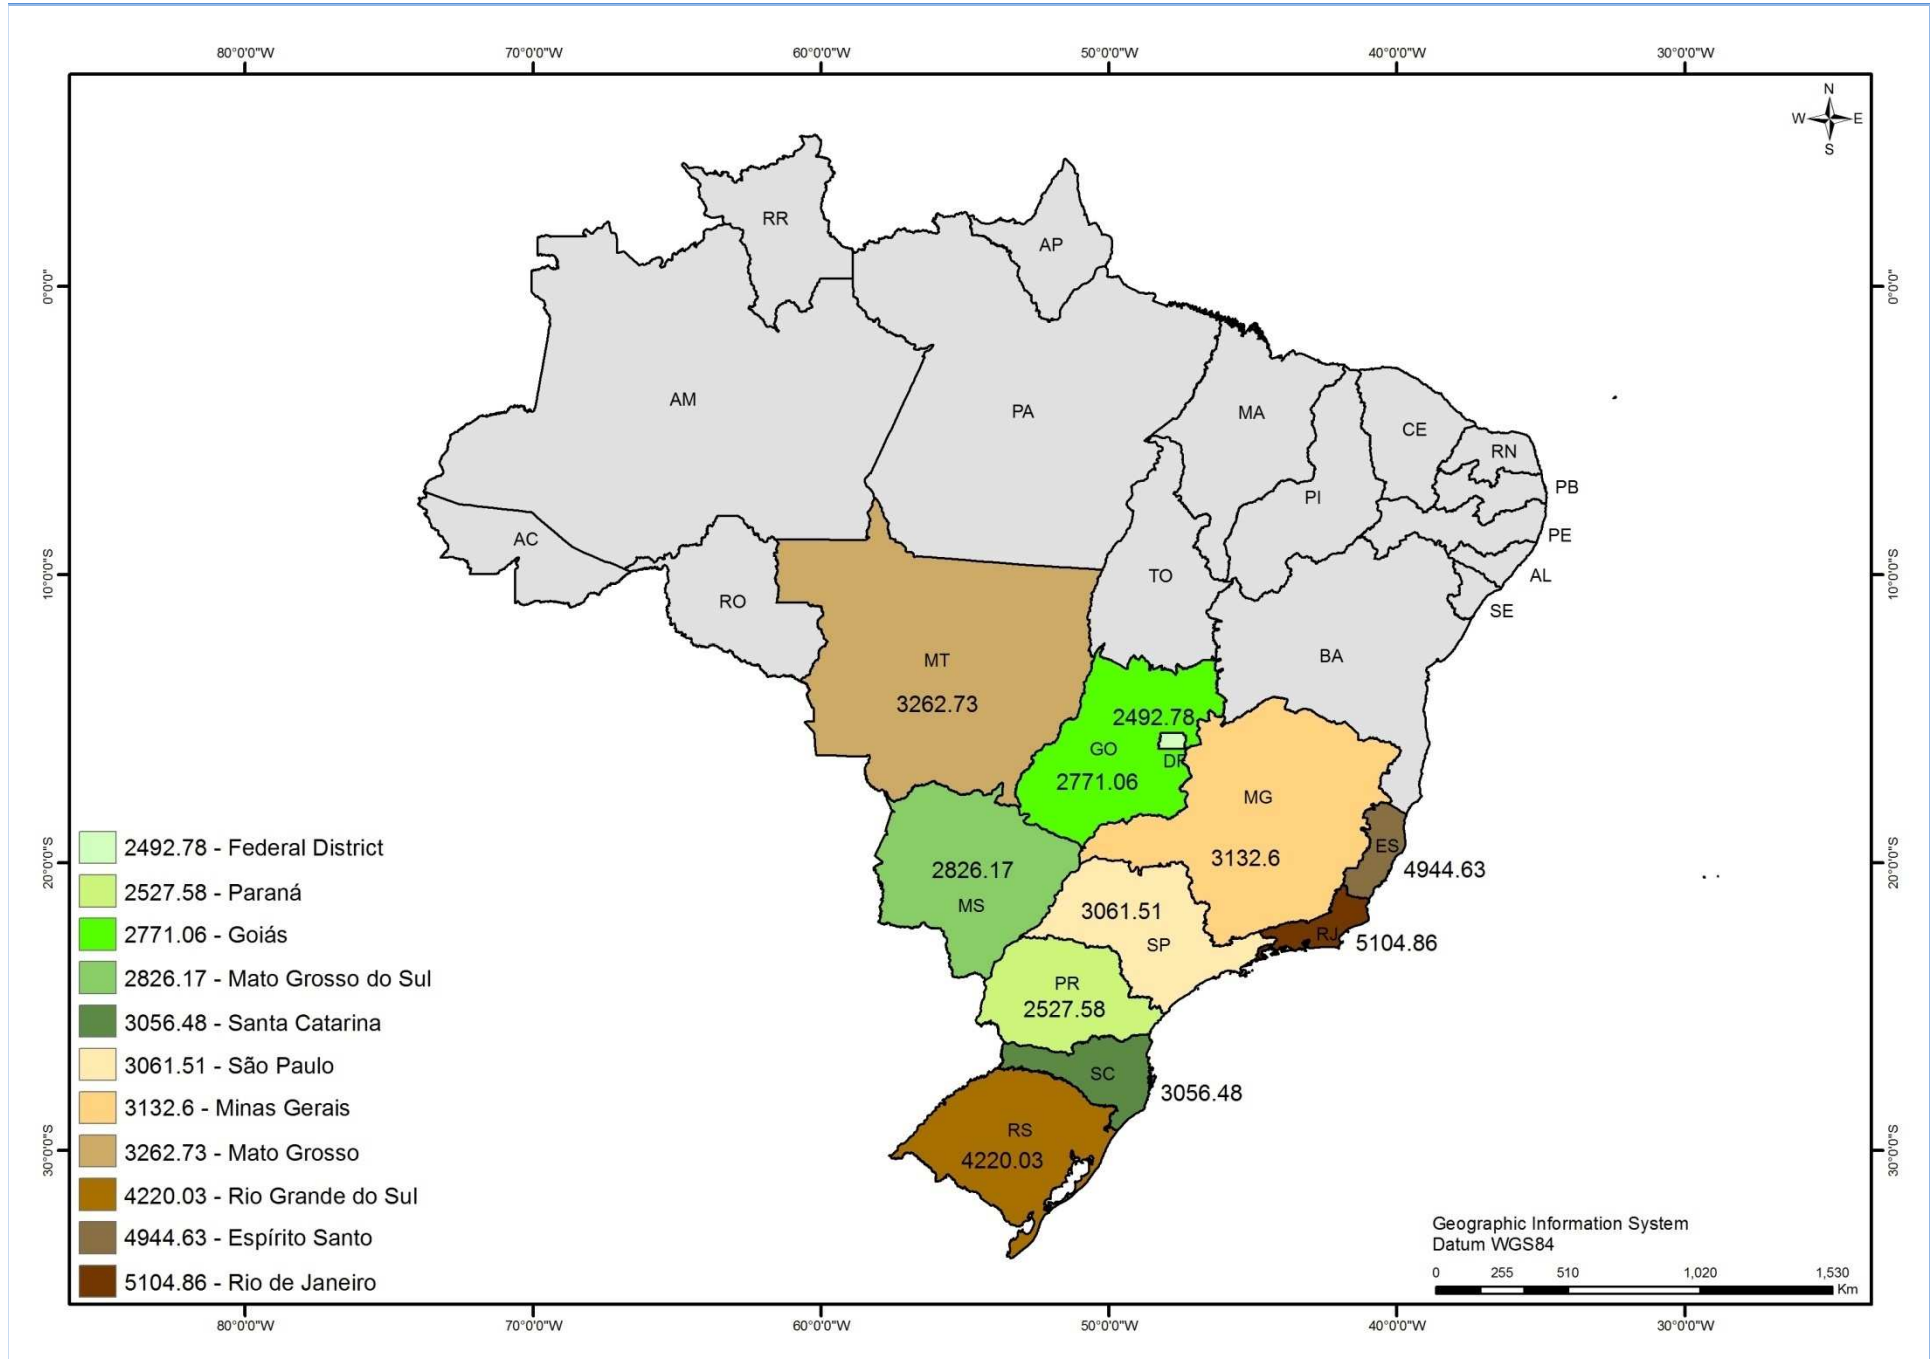 80°0'0"W 70°0'0"W 60°0'0"W 50°0'0"W 40°0'0"W 30°0'0"W
N
W E
S
RR
AP
0°0'0" 0°0'0"
AM
PA
MA
CE
RN
PB
PI
PE
AC
AL
10°0'0"S 10°0'0"S
TO
RO
SE
BA
MT
3262.73
2492.78
GO
DF
2771.06
MG
3132.6
ES
4944.63
20°0'0"S 20°0'0"S
2826.17
MS
3061.51
SP
RJ
5104.86
PR
2527.58
SC
3056.48
RS
4220.03
30°0'0"S 30°0'0"S
2492.78 - Federal District
2527.58 - Paraná
2771.06 - Goiás
2826.17 - Mato Grosso do Sul
3056.48 - Santa Catarina
3061.51 - São Paulo
3132.6 - Minas Gerais
3262.73 - Mato Grosso
4220.03 - Rio Grande do Sul
4944.63 - Espírito Santo
5104.86 - Rio de Janeiro
Geographic Information System
Datum WGS84
0 255 510 1,020 1,530
Km
80°0'0"W 70°0'0"W 60°0'0"W 50°0'0"W 40°0'0"W 30°0'0"W